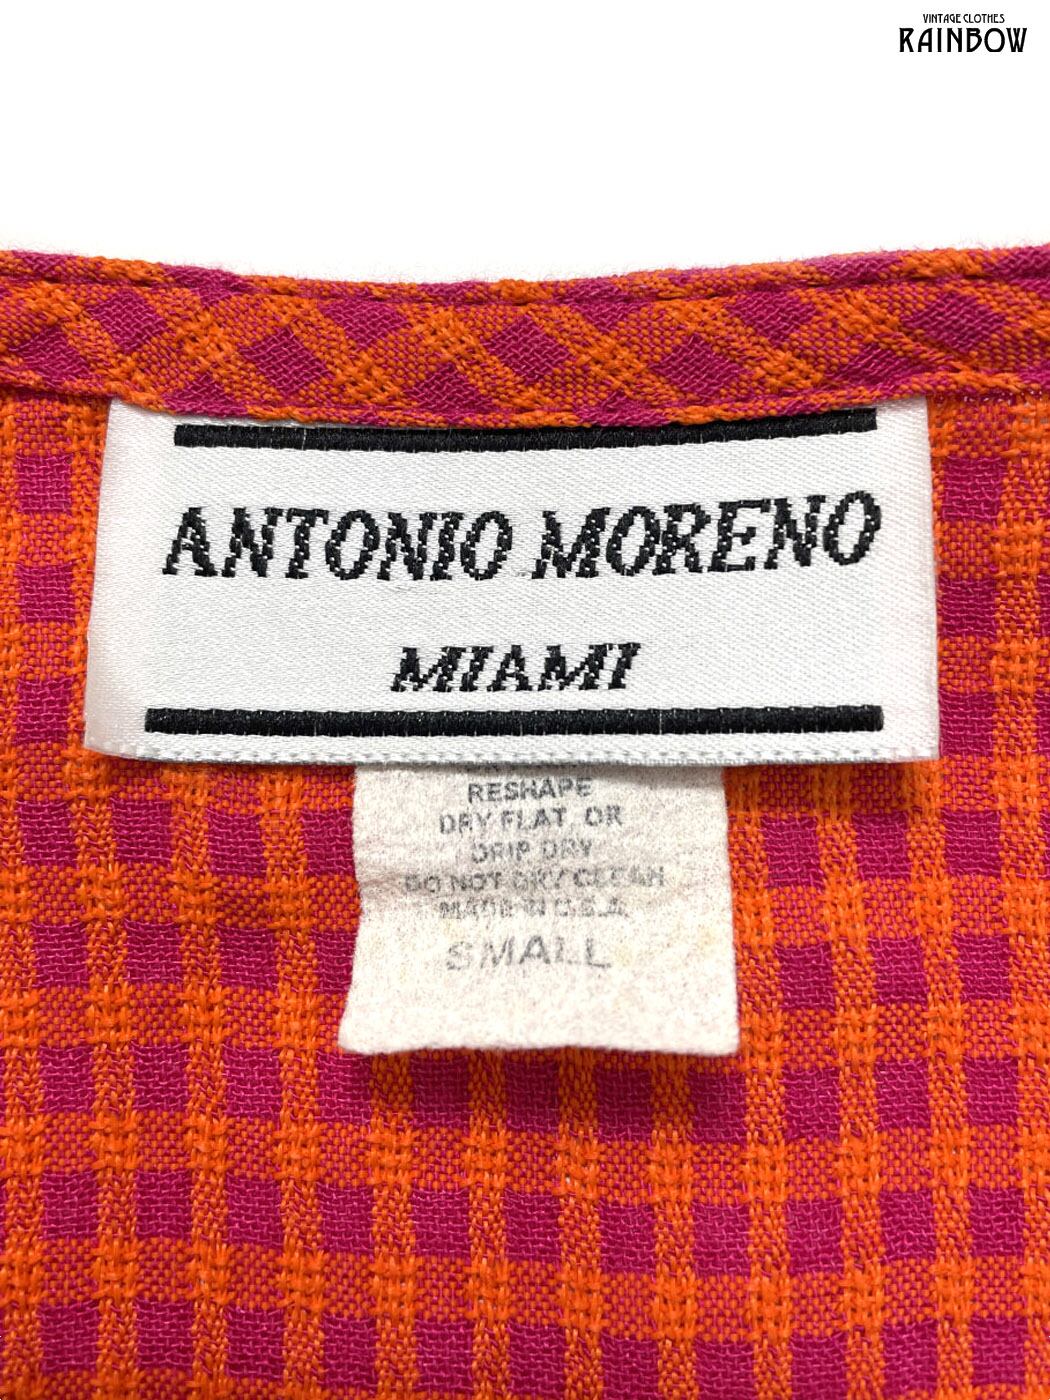 VINTAGE CLOTHES
RAINBOW
ANTONIO MORENO
MIAMI
RESHAPE
DRY FLAT OR
DRIP DRY
DO NOT DRY CLEAN
MADE IN U.S.A.
SMALL